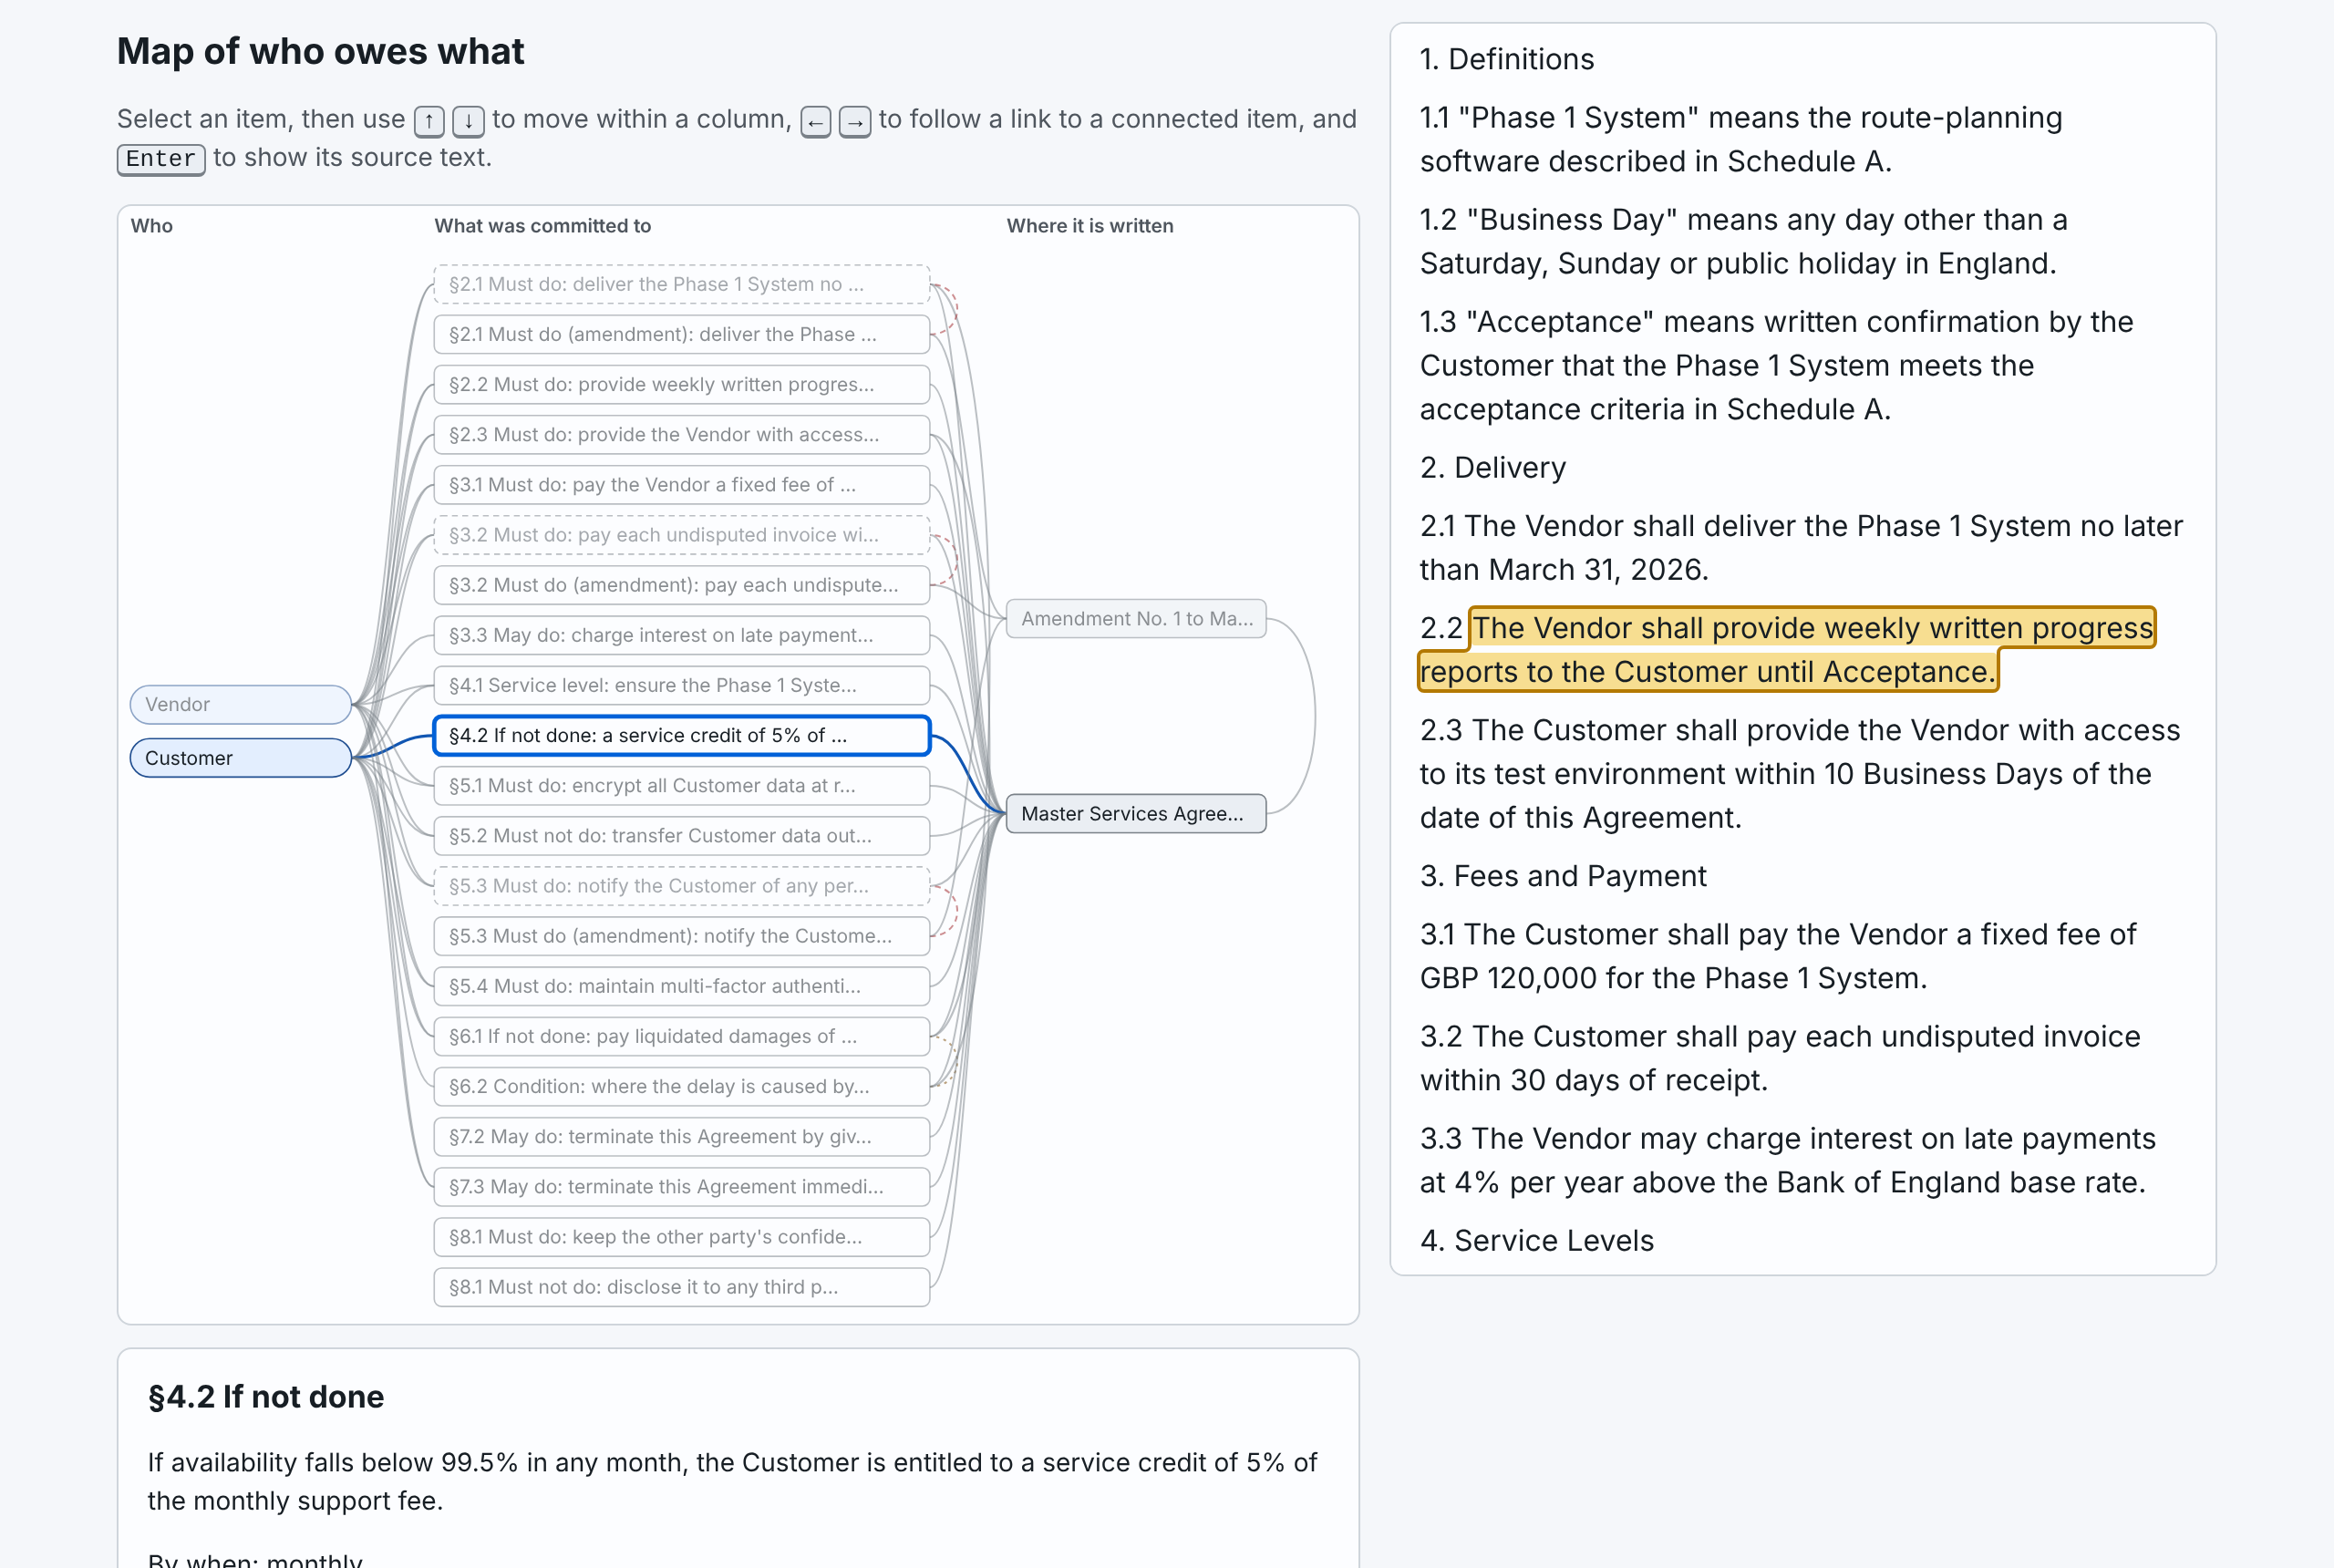 Map of who owes what
Select an item, then use ↑ ↓ to move within a column, ← → to follow a link to a connected item, and
Enter to show its source text.
Who
What was committed to
Where it is written
§2.1 Must do: deliver the Phase 1 System no ...
§2.1 Must do (amendment): deliver the Phase ...
§2.2 Must do: provide weekly written progres...
§2.3 Must do: provide the Vendor with access...
§3.1 Must do: pay the Vendor a fixed fee of ...
§3.2 Must do: pay each undisputed invoice wi...
§3.2 Must do (amendment): pay each undispute...
§3.3 May do: charge interest on late payment...
§4.1 Service level: ensure the Phase 1 Syste...
§4.2 If not done: a service credit of 5% of ...
§5.1 Must do: encrypt all Customer data at r...
§5.2 Must not do: transfer Customer data out...
§5.3 Must do: notify the Customer of any per...
§5.3 Must do (amendment): notify the Custome...
§5.4 Must do: maintain multi-factor authenti...
§6.1 If not done: pay liquidated damages of ...
§6.2 Condition: where the delay is caused by...
§7.2 May do: terminate this Agreement by giv...
§7.3 May do: terminate this Agreement immedi...
§8.1 Must do: keep the other party's confide...
§8.1 Must not do: disclose it to any third p...
Vendor
Customer
Amendment No. 1 to Ma...
Master Services Agree...
§4.2 If not done
If availability falls below 99.5% in any month, the Customer is entitled to a service credit of 5% of
the monthly support fee.
By when: monthly
1. Definitions
1.1 "Phase 1 System" means the route-planning
software described in Schedule A.
1.2 "Business Day" means any day other than a
Saturday, Sunday or public holiday in England.
1.3 "Acceptance" means written confirmation by the
Customer that the Phase 1 System meets the
acceptance criteria in Schedule A.
2. Delivery
2.1 The Vendor shall deliver the Phase 1 System no later
than March 31, 2026.
2.2 The Vendor shall provide weekly written progress
reports to the Customer until Acceptance.
2.3 The Customer shall provide the Vendor with access
to its test environment within 10 Business Days of the
date of this Agreement.
3. Fees and Payment
3.1 The Customer shall pay the Vendor a fixed fee of
GBP 120,000 for the Phase 1 System.
3.2 The Customer shall pay each undisputed invoice
within 30 days of receipt.
3.3 The Vendor may charge interest on late payments
at 4% per year above the Bank of England base rate.
4. Service Levels